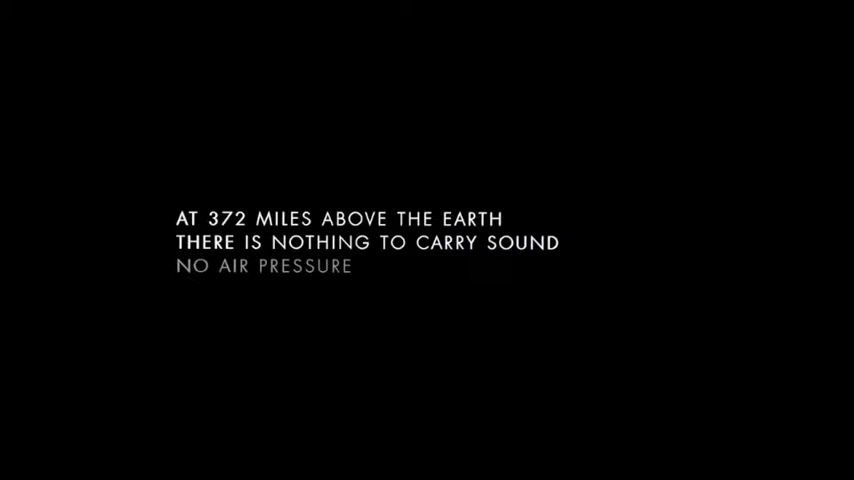 AT 372 MILES ABOVE THE EARTH
THERE IS NOTHING TO CARRY SOUND
NO AIR PRESSURE